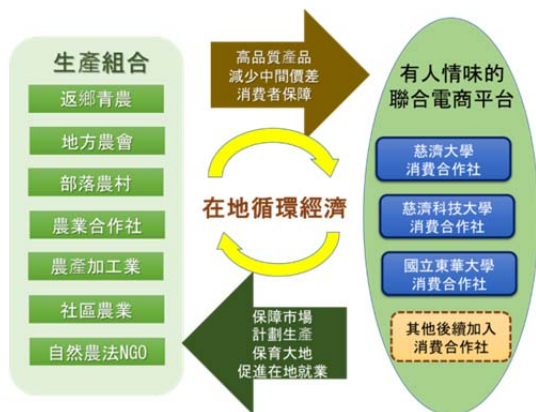 生產組合
返鄉青農
地方農會
部落農村
農業合作社
農產加工業
社區農業
自然農法NGO
高品質產品
減少中間價差
消費者保障
在地循環經濟
保障市場
計劃生產
保育大地
促進在地就業
有人情味的
聯合電商平台
慈濟大學
消費合作社
慈濟科技大學
消費合作社
國立東華大學
消費合作社
其他後續加入
消費合作社